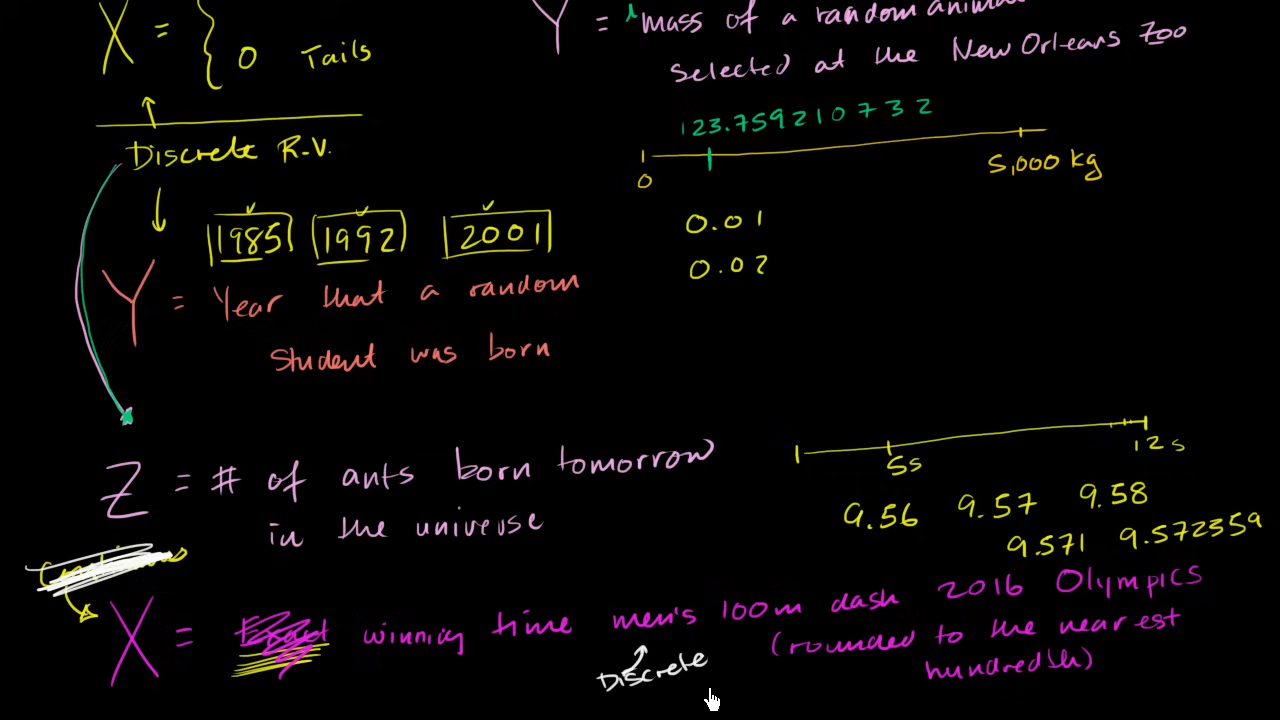 X = { 0 Tails
Y = mass of a random animal
selected at the New Orleans Zoo
123.759210732
0
5,000 kg
Discrete R.V.
0.01
0.02
1985 1992 2001
Y = Year that a random
student was born
Z = # of ants born tomorrow
in the universe
5s
12s
9.56 9.57 9.58
9.571 9.572359
X = winning time men's 100m dash 2016 Olympics
(rounded to the nearest
hundredth)
Discrete